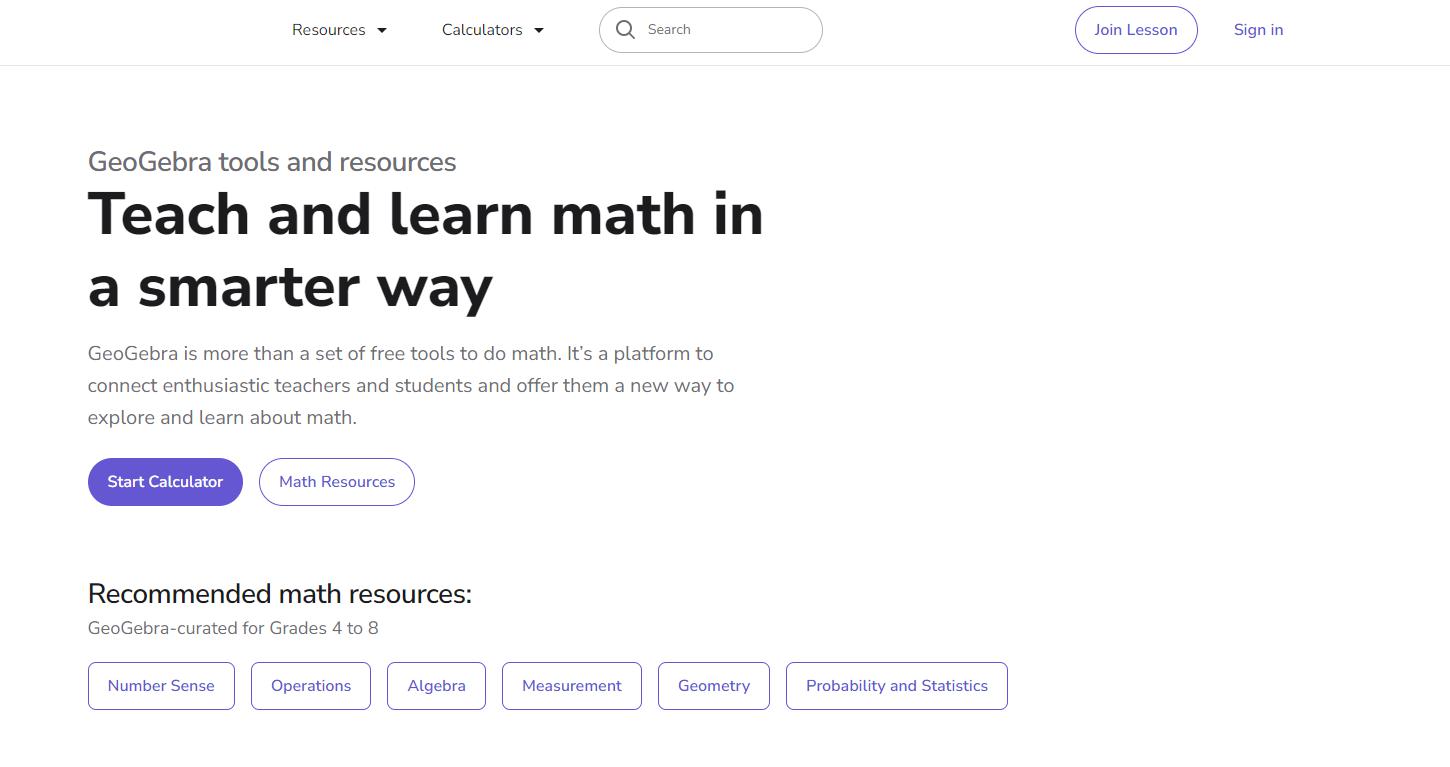 Resources
Calculators
Search
Join Lesson
Sign in
GeoGebra tools and resources
Teach and learn math in
a smarter way
GeoGebra is more than a set of free tools to do math. It’s a platform to
connect enthusiastic teachers and students and offer them a new way to
explore and learn about math.
Start Calculator
Math Resources
Recommended math resources:
GeoGebra-curated for Grades 4 to 8
Number Sense
Operations
Algebra
Measurement
Geometry
Probability and Statistics